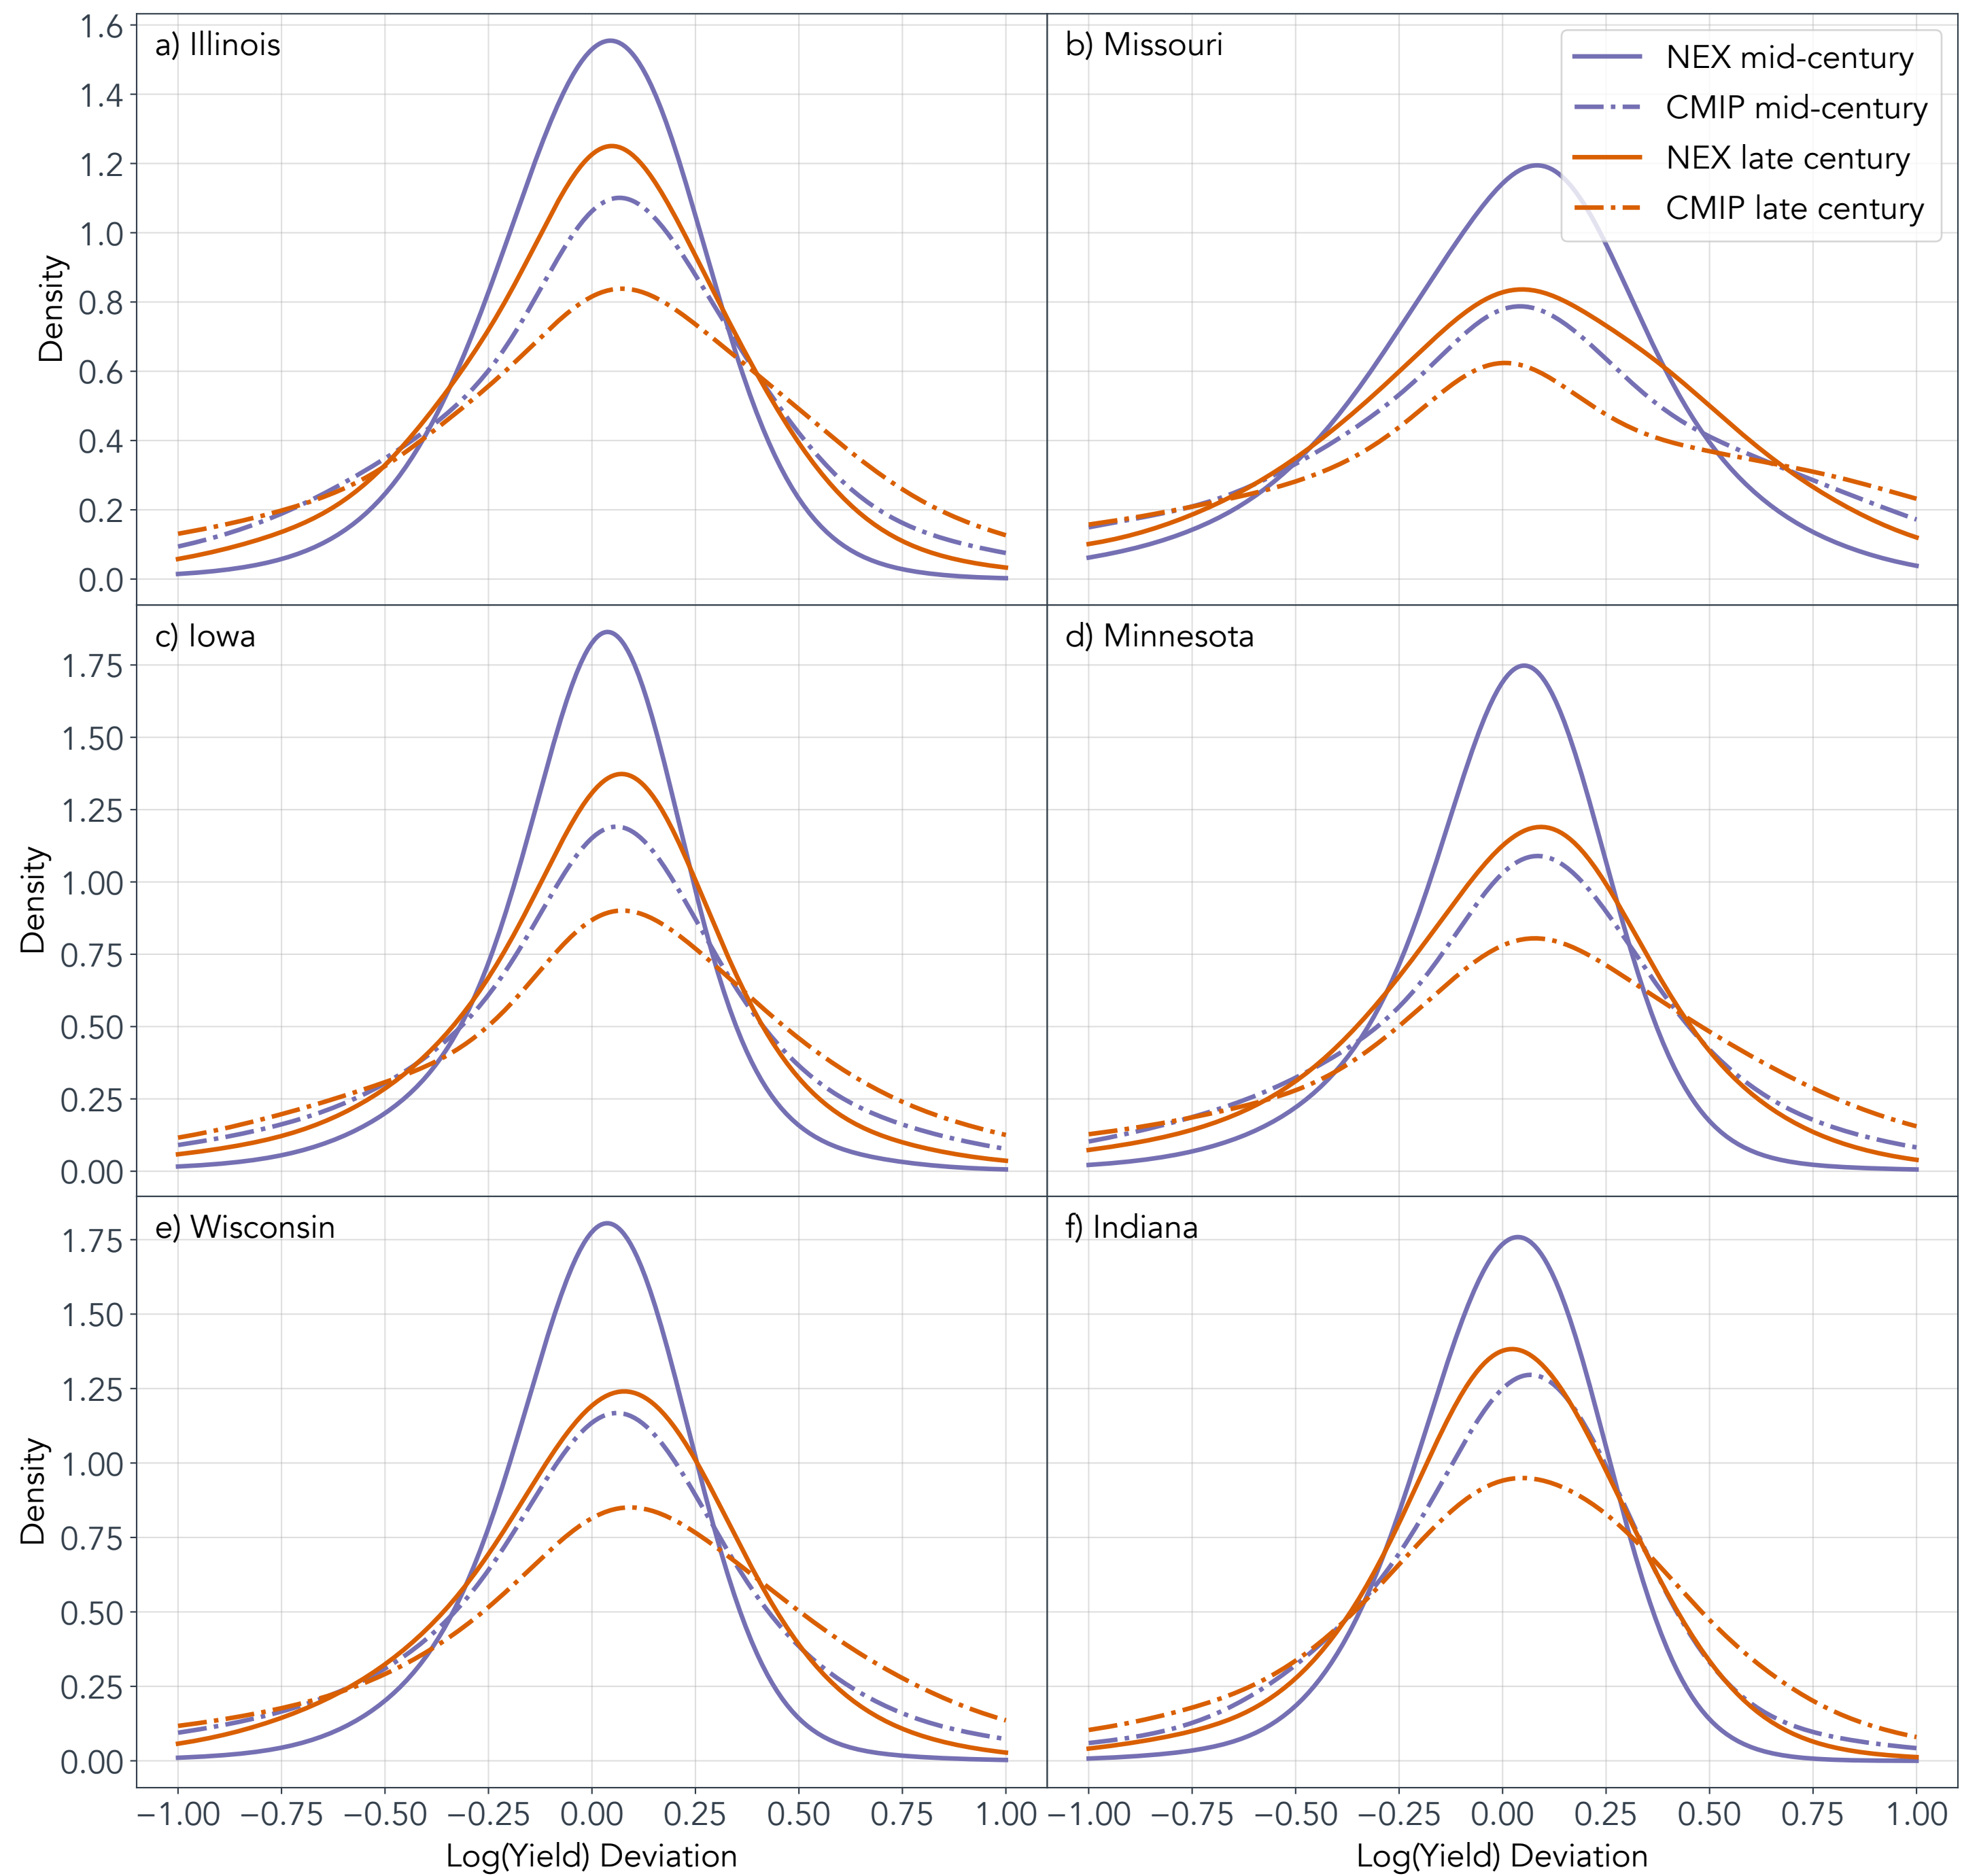 a) Illinois
b) Missouri
NEX mid-century
CMIP mid-century
NEX late century
CMIP late century
1.6
1.4
1.2
1.0
0.8
0.6
0.4
0.2
0.0
Density
c) Iowa
d) Minnesota
1.75
1.50
1.25
1.00
0.75
0.50
0.25
0.00
Density
e) Wisconsin
f) Indiana
1.75
1.50
1.25
1.00
0.75
0.50
0.25
0.00
Density
−1.00 −0.75 −0.50 −0.25 0.00 0.25 0.50 0.75 1.00
−1.00 −0.75 −0.50 −0.25 0.00 0.25 0.50 0.75 1.00
Log(Yield) Deviation
Log(Yield) Deviation